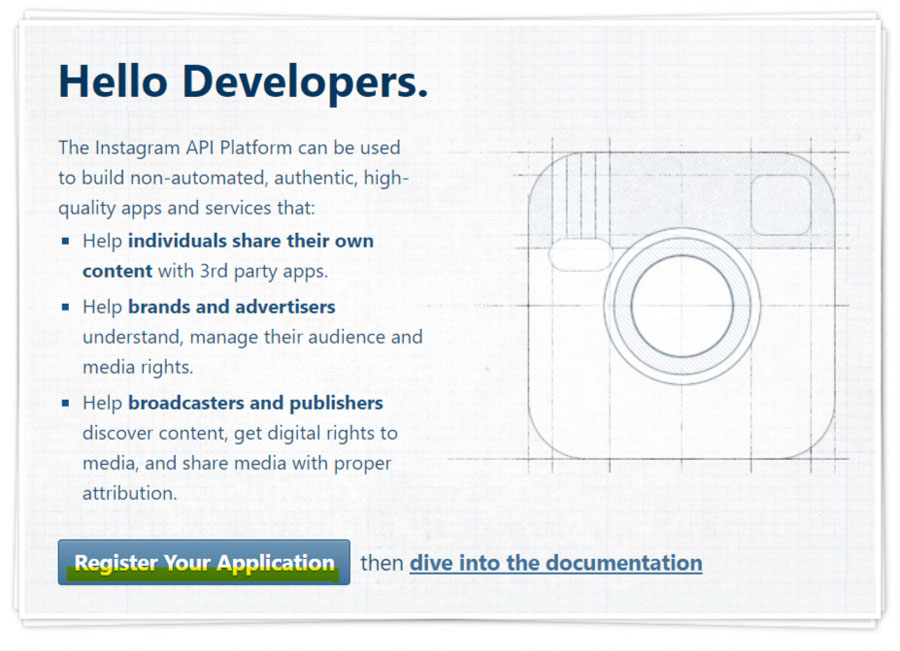 Hello Developers.
The Instagram API Platform can be used
to build non-automated, authentic, high-
quality apps and services that:
Help individuals share their own
content with 3rd party apps.
Help brands and advertisers
understand, manage their audience and
media rights.
Help broadcasters and publishers
discover content, get digital rights to
media, and share media with proper
attribution.
Register Your Application then dive into the documentation